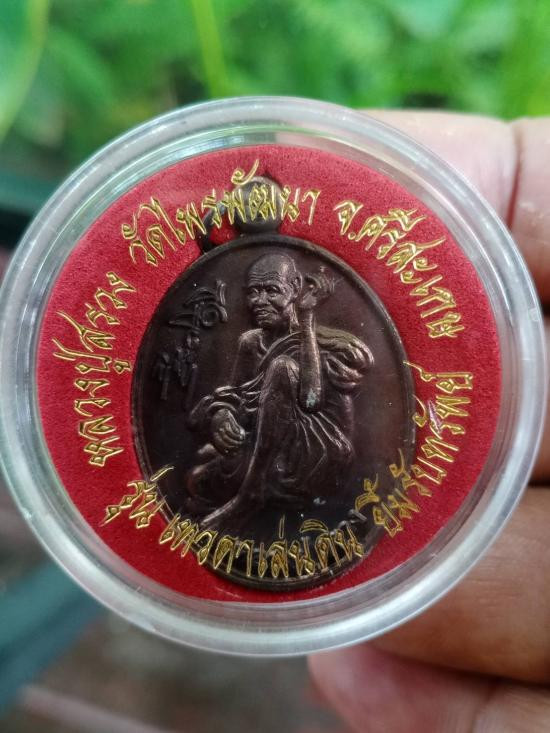 หลวงปู่สรวง วัดไพรพัฒนา จ.ศรีสะเกษ
รุ่น เทวดาเล่นดิน ยิ้มรับทรัพย์